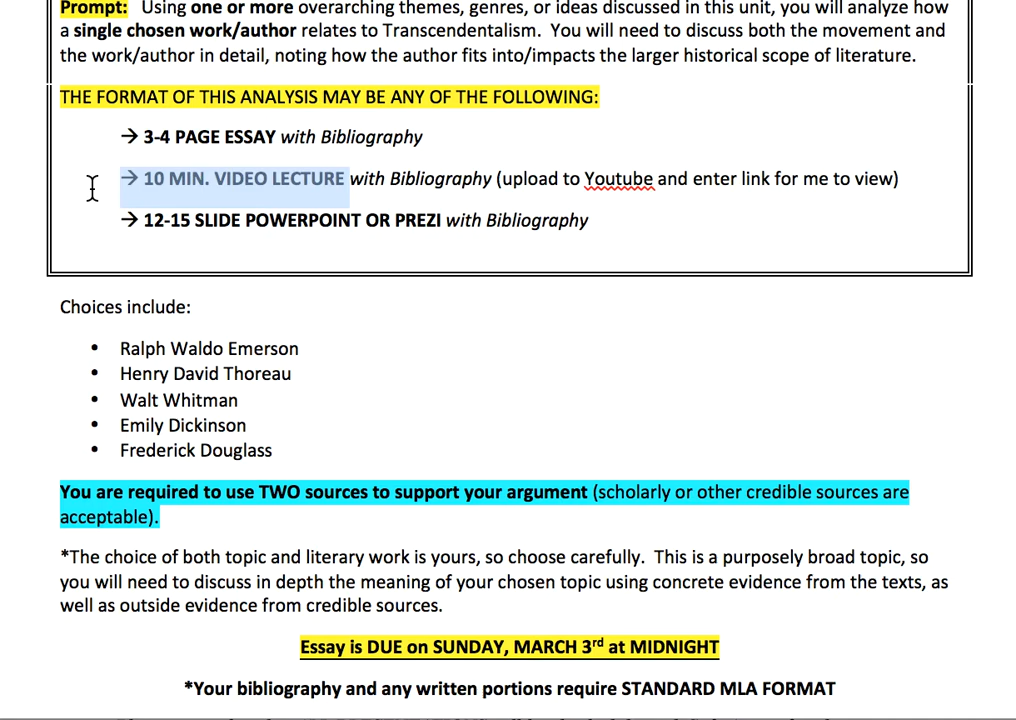 Prompt: Using one or more overarching themes, genres, or ideas discussed in this unit, you will analyze how
a single chosen work/author relates to Transcendentalism. You will need to discuss both the movement and
the work/author in detail, noting how the author fits into/impacts the larger historical scope of literature.
THE FORMAT OF THIS ANALYSIS MAY BE ANY OF THE FOLLOWING:
→ 3-4 PAGE ESSAY with Bibliography
→ 10 MIN. VIDEO LECTURE with Bibliography (upload to Youtube and enter link for me to view)
→ 12-15 SLIDE POWERPOINT OR PREZI with Bibliography
Choices include:
• Ralph Waldo Emerson
• Henry David Thoreau
• Walt Whitman
• Emily Dickinson
• Frederick Douglass
You are required to use TWO sources to support your argument (scholarly or other credible sources are
acceptable).
*The choice of both topic and literary work is yours, so choose carefully. This is a purposely broad topic, so
you will need to discuss in depth the meaning of your chosen topic using concrete evidence from the texts, as
well as outside evidence from credible sources.
Essay is DUE on SUNDAY, MARCH 3rd at MIDNIGHT
*Your bibliography and any written portions require STANDARD MLA FORMAT